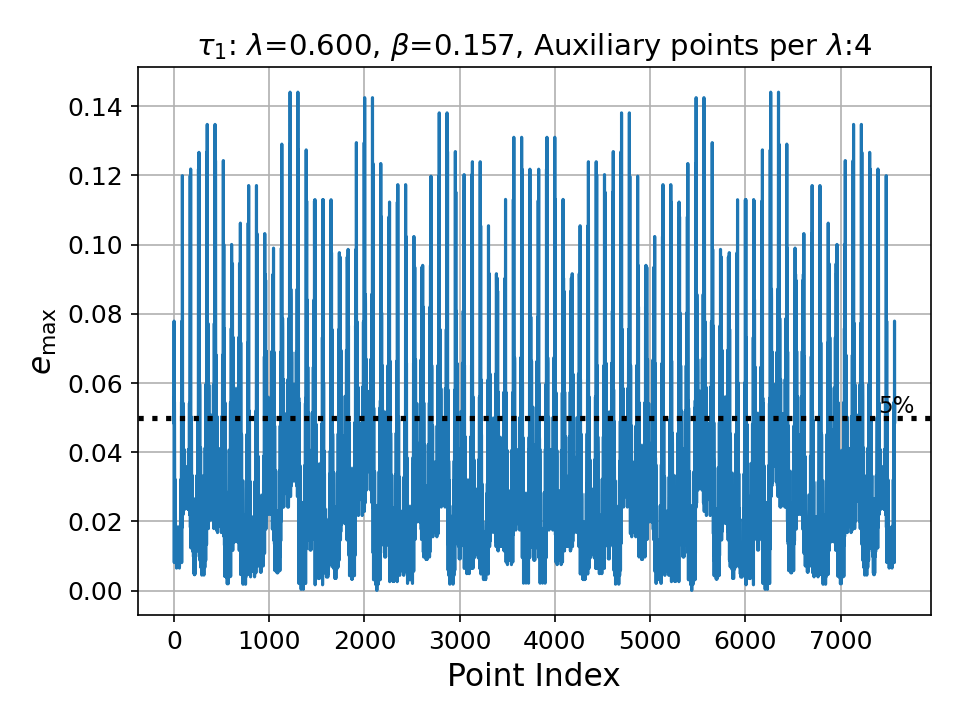 τ₁: λ=0.600, β=0.157, Auxiliary points per λ:4
0.14
0.12
0.10
0.08
0.06
0.04
0.02
0.00
e_max
5%
0 1000 2000 3000 4000 5000 6000 7000
Point Index